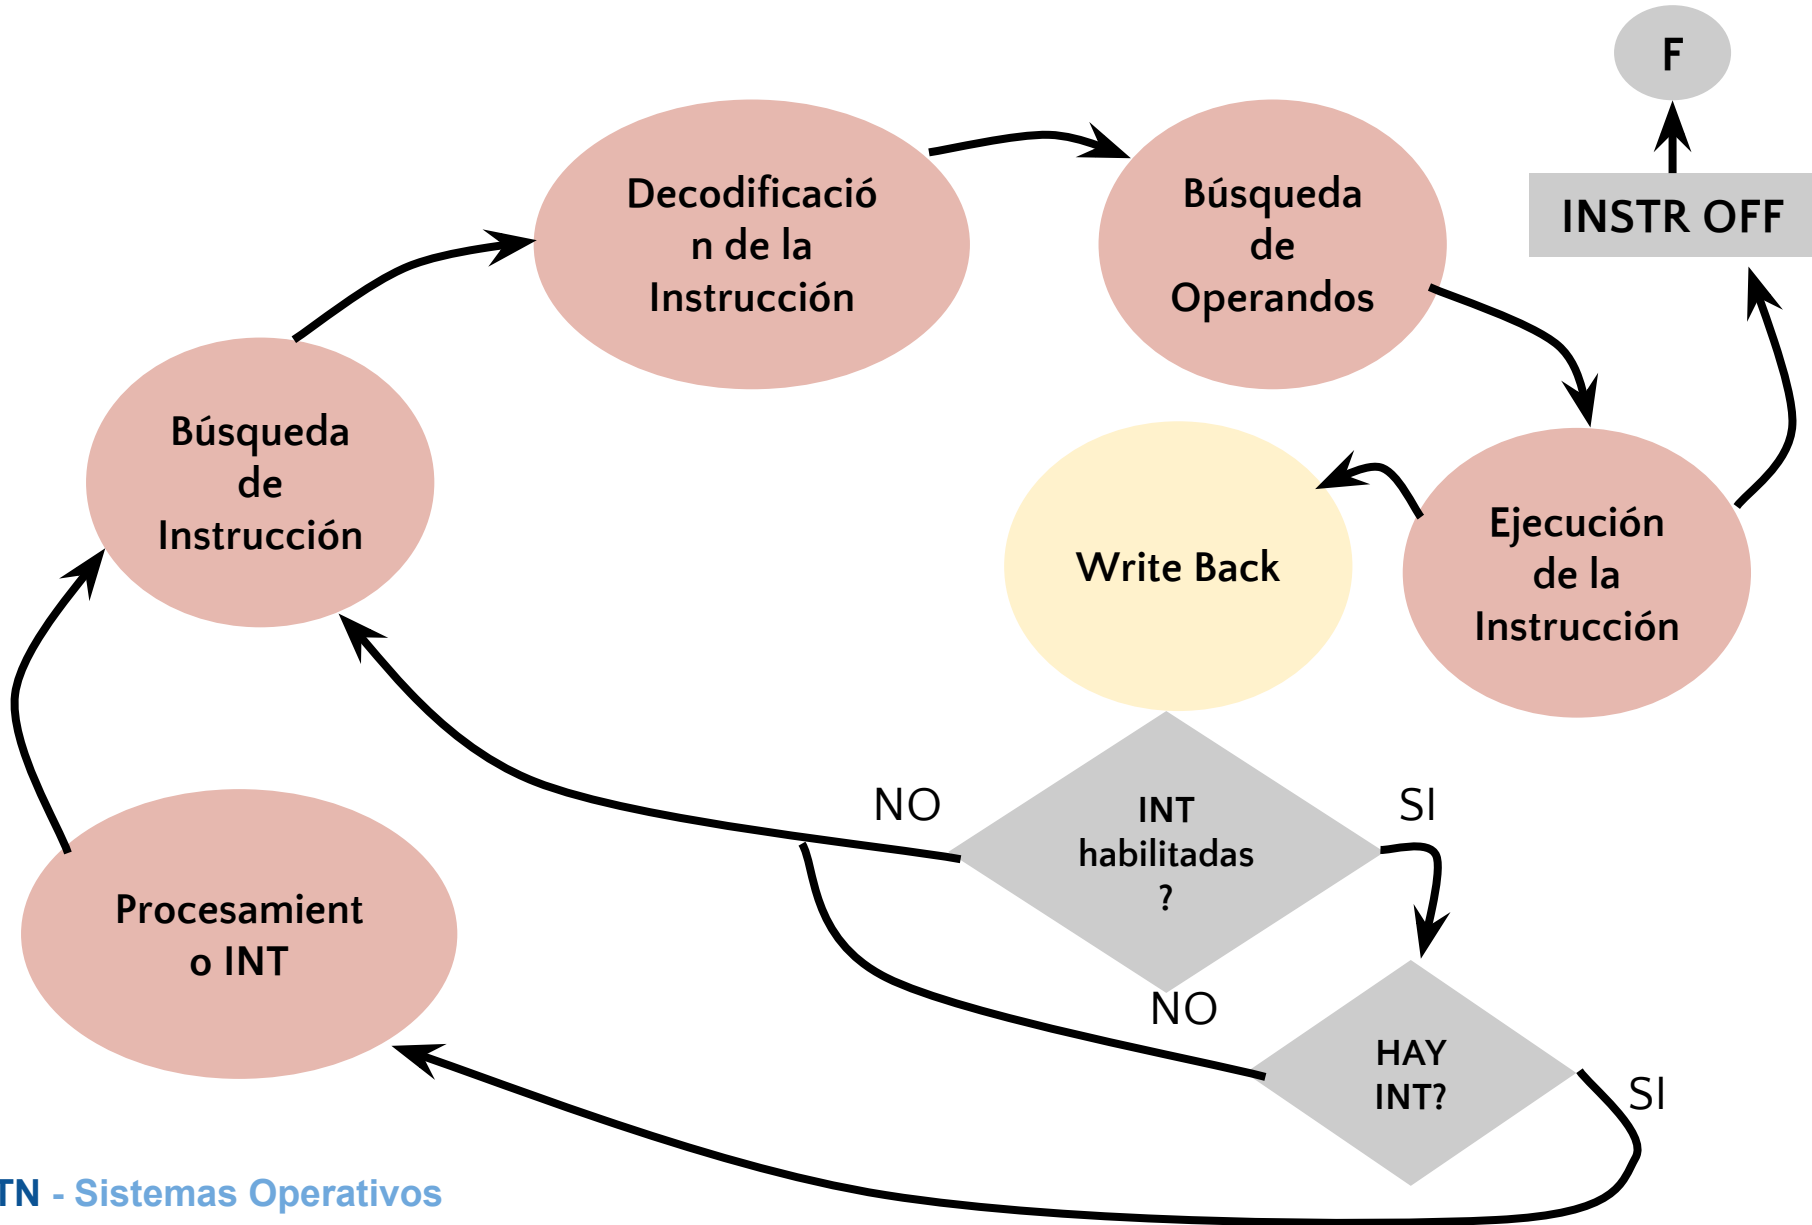 F
INSTR OFF
Decodificació
n de la
Instrucción
Búsqueda
de
Operandos
Búsqueda
de
Instrucción
Write Back
Ejecución
de la
Instrucción
NO
INT
habilitadas
?
SI
Procesamient
o INT
NO
HAY
INT?
SI
TN - Sistemas Operativos